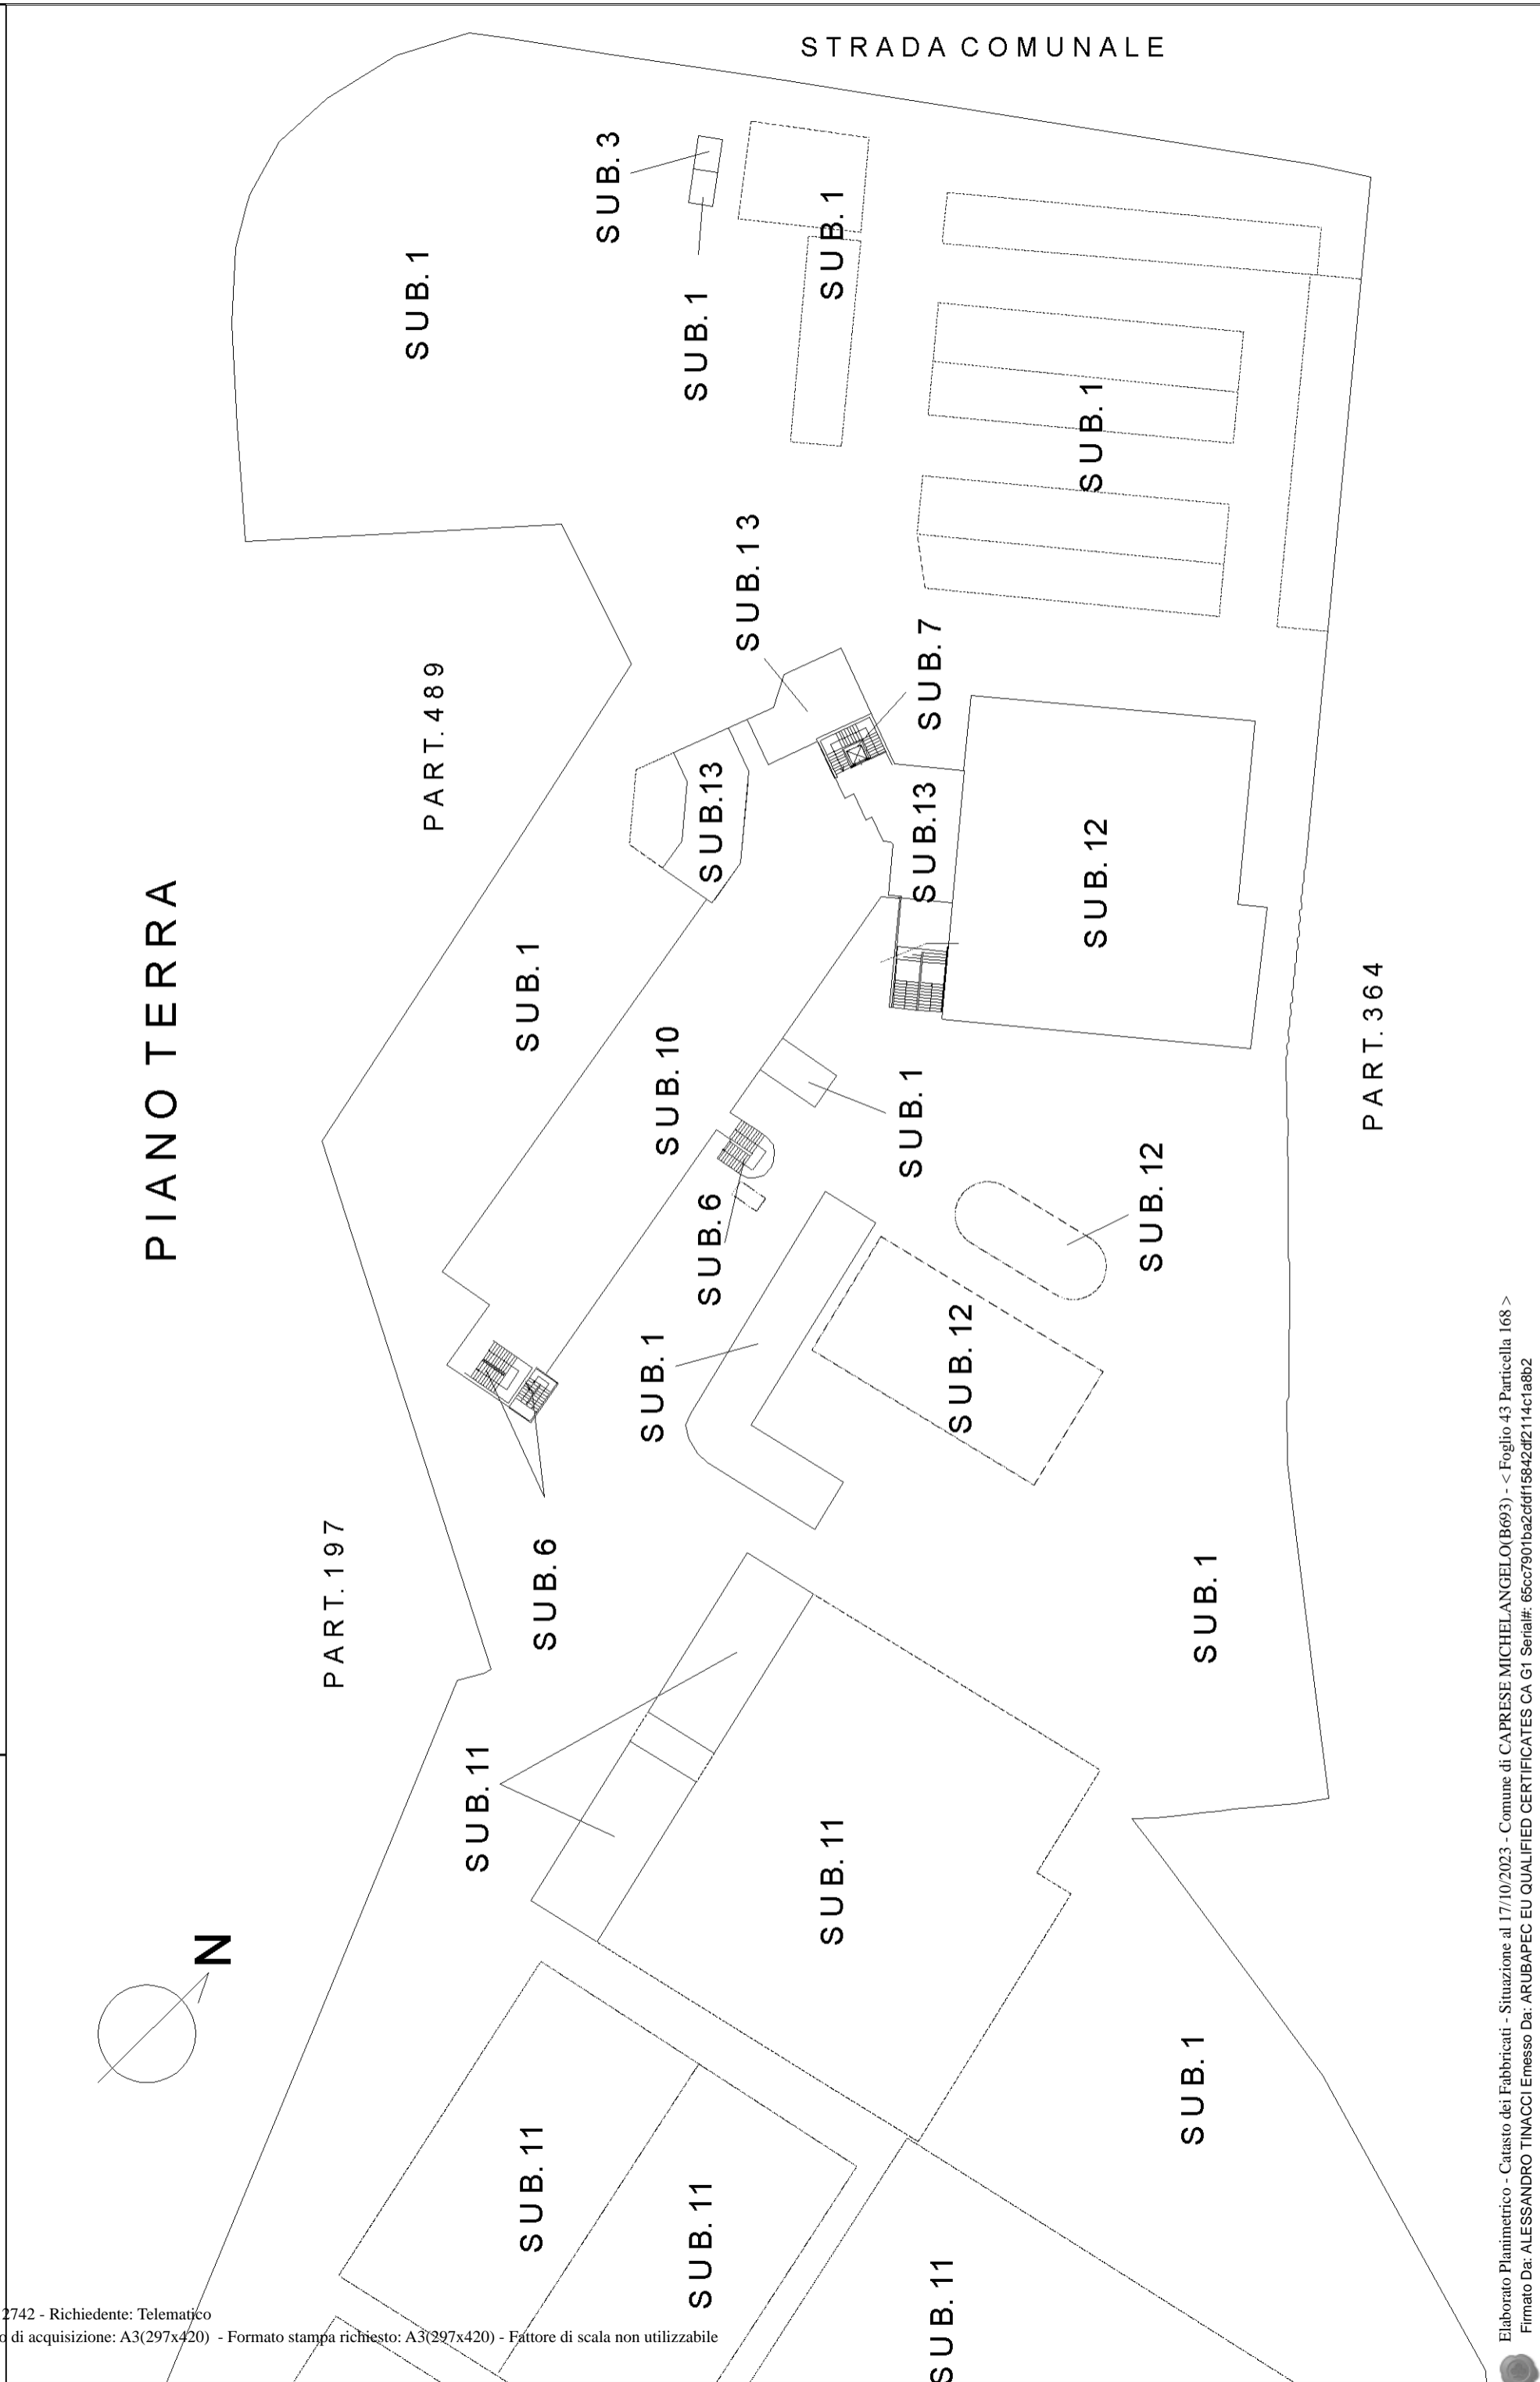 STRADA COMUNALE
SUB. 3
SUB. 1
SUB. 1
SUB. 1
SUB. 1
SUB. 13
SUB. 7
PART. 489
SUB.13
SUB.13
SUB. 12
PIANO TERRA
SUB. 1
SUB. 10
PART. 364
SUB. 1
SUB. 12
SUB. 6
SUB. 12
SUB. 1
PART. 197
SUB. 6
SUB. 1
SUB. 11
SUB. 11
N
SUB. 1
SUB. 11
SUB. 11
SUB. 11
2742 - Richiedente: Telematico
o di acquisizione: A3(297x420) - Formato stampa richiesto: A3(297x420) - Fattore di scala non utilizzabile
Elaborato Planimetrico - Catasto dei Fabbricati - Situazione al 17/10/2023 - Comune di CAPRESE MICHELANGELO(B693) - < Foglio 43 Particella 168 >
Firmato Da: ALESSANDRO TINACCI Emesso Da: ARUBAPEC EU QUALIFIED CERTIFICATES CA G1 Serial#: 65cc7901ba2cfdf15842df2114c1a8b2